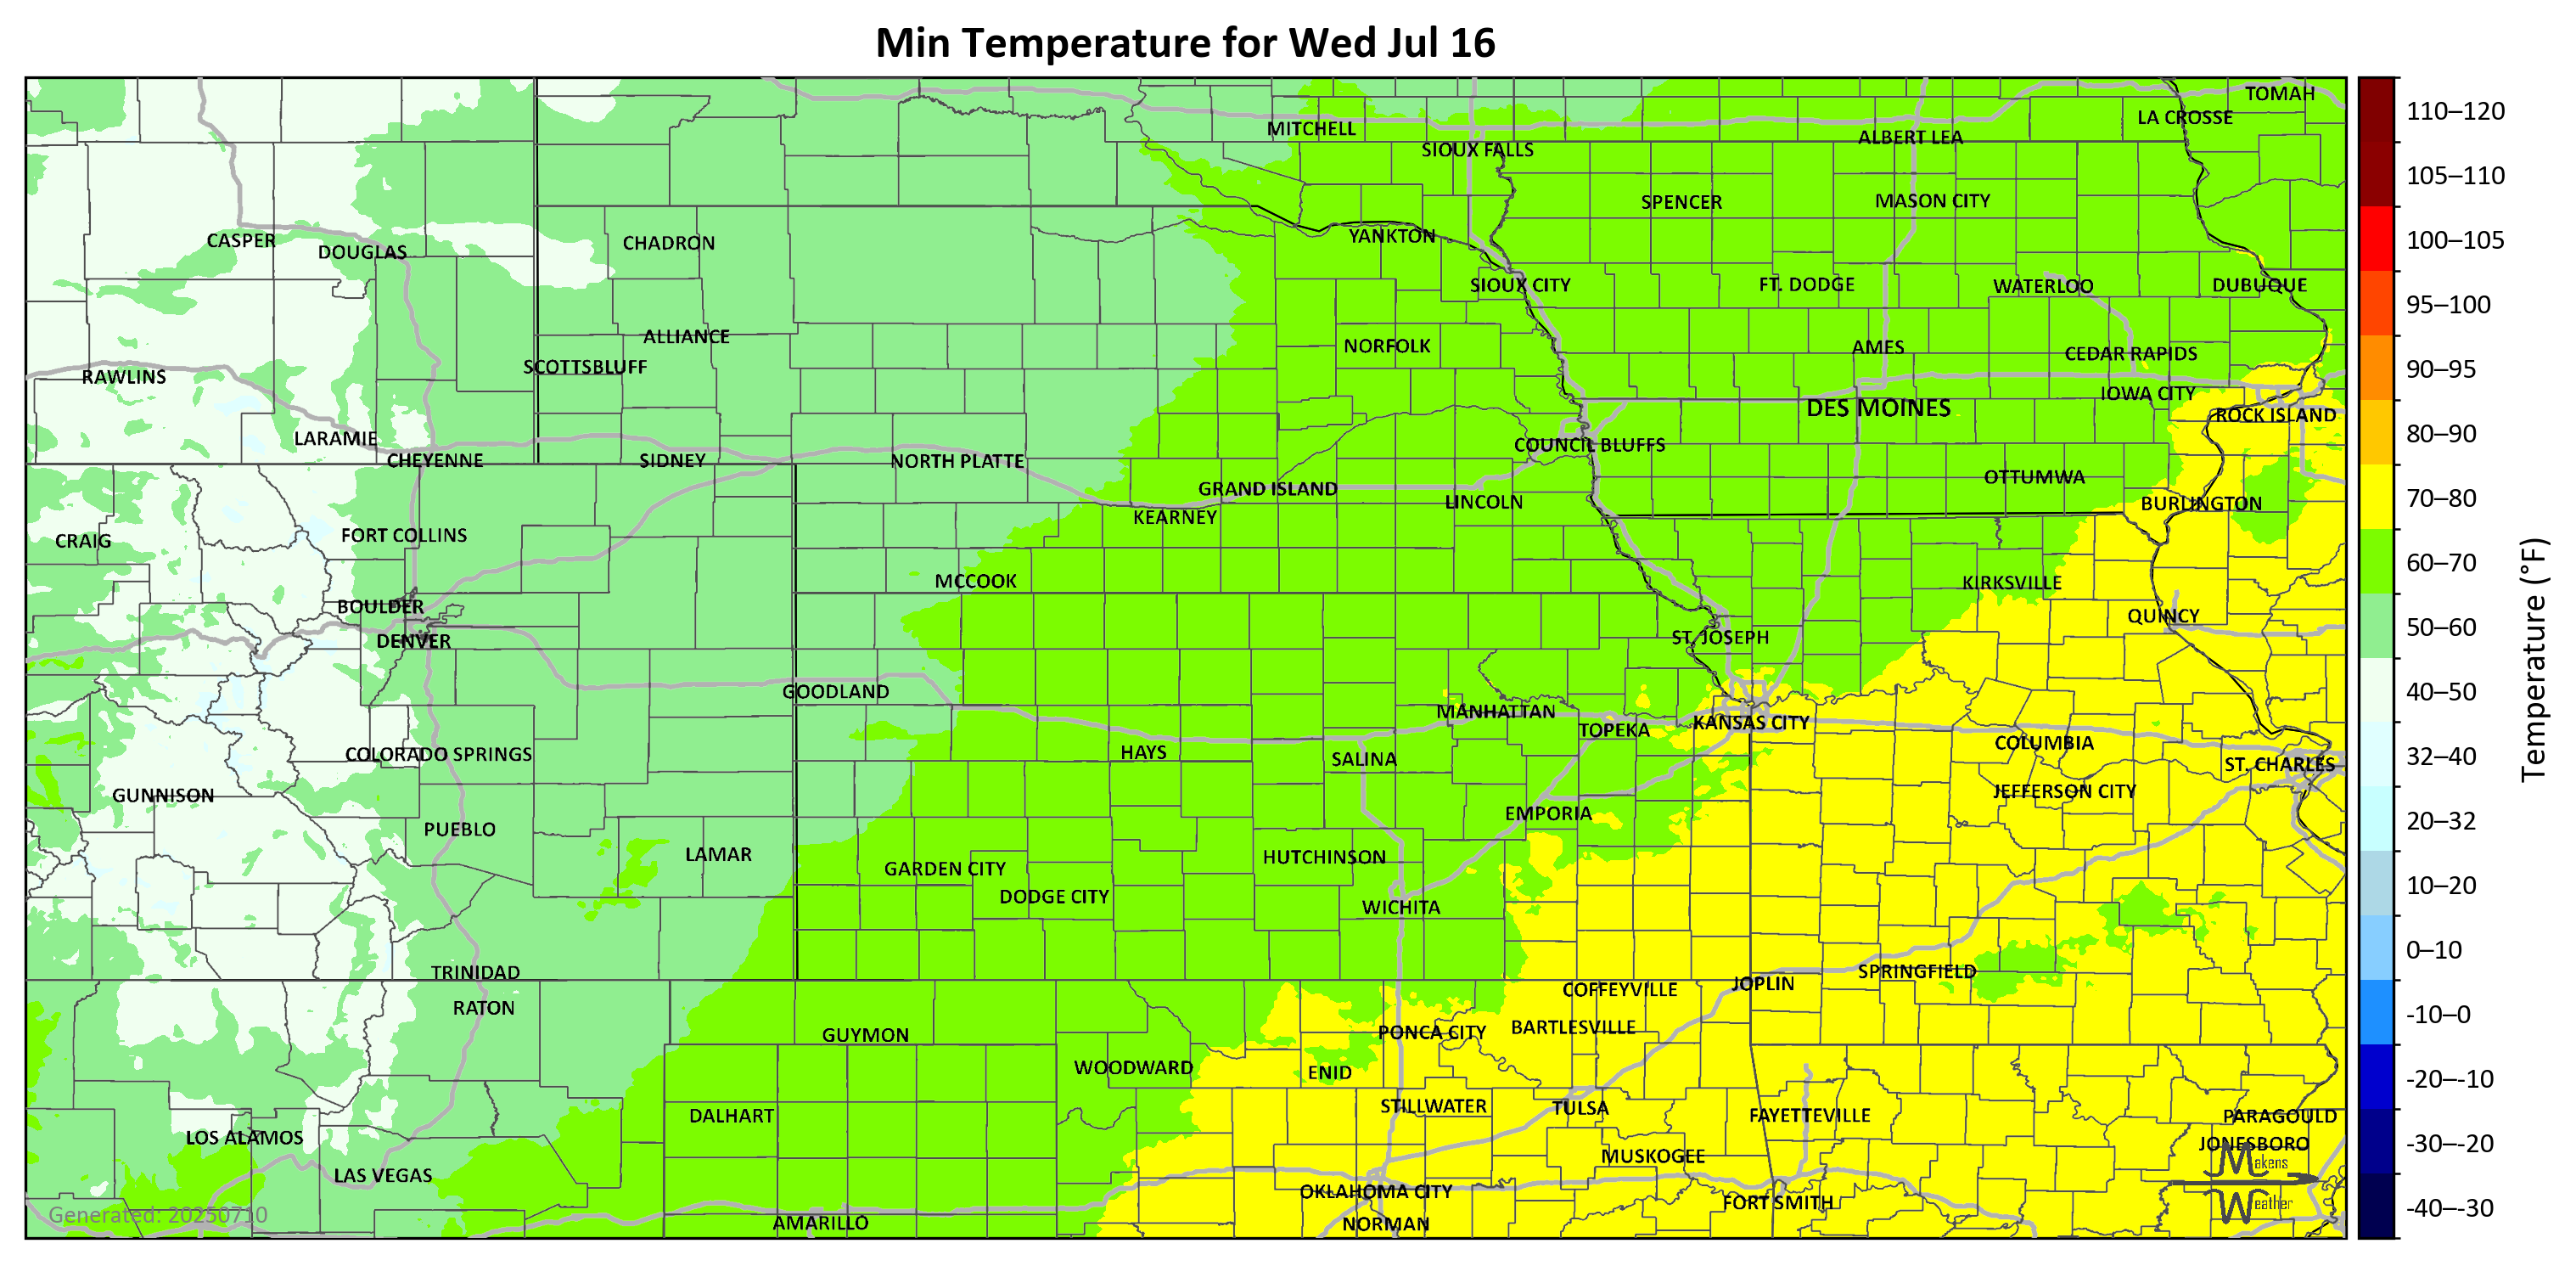 Min Temperature for Wed Jul 16
TOMAH
LA CROSSE
MITCHELL
ALBERT LEA
SIOUX FALLS
SPENCER
MASON CITY
CASPER
DOUGLAS
CHADRON
YANKTON
SIOUX CITY
FT. DODGE
WATERLOO
DUBUQUE
ALLIANCE
NORFOLK
AMES
CEDAR RAPIDS
SCOTTSBLUFF
RAWLINS
IOWA CITY
DES MOINES
ROCK ISLAND
LARAMIE
COUNCIL BLUFFS
CHEYENNE
SIDNEY
NORTH PLATTE
OTTUMWA
GRAND ISLAND
LINCOLN
BURLINGTON
KEARNEY
CRAIG
FORT COLLINS
MCCOOK
KIRKSVILLE
BOULDER
QUINCY
DENVER
ST. JOSEPH
GOODLAND
MANHATTAN
TOPEKA
KANSAS CITY
COLUMBIA
COLORADO SPRINGS
HAYS
SALINA
ST. CHARLES
GUNNISON
JEFFERSON CITY
EMPORIA
PUEBLO
LAMAR
HUTCHINSON
GARDEN CITY
DODGE CITY
WICHITA
TRINIDAD
SPRINGFIELD
JOPLIN
COFFEYVILLE
RATON
GUYMON
PONCA CITY
BARTLESVILLE
WOODWARD
ENID
STILLWATER
TULSA
DALHART
FAYETTEVILLE
PARAGOULD
LOS ALAMOS
JONESBORO
MUSKOGEE
LAS VEGAS
OKLAHOMA CITY
FORT SMITH
AMARILLO
NORMAN
Generated: 20250710
Makens
Weather
110–120
105–110
100–105
95–100
90–95
80–90
70–80
60–70
50–60
40–50
32–40
20–32
10–20
0–10
-10–0
-20–-10
-30–-20
-40–-30
Temperature (°F)